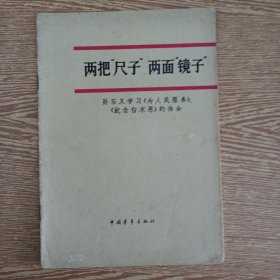 两把“尺子”两面“镜子”
孙乐义学习《为人民服务》、
《纪念白求恩》的体会
中国青年出版社